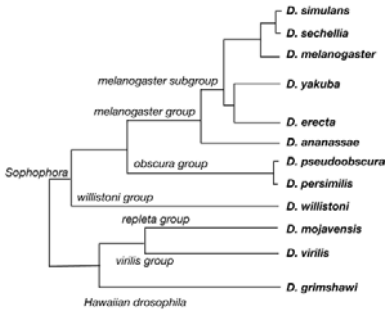 D. simulans
D. sechellia
D. melanogaster
melanogaster subgroup
D. yakuba
melanogaster group
D. erecta
D. ananassae
obscura group
D. pseudoobscura
Sophophora
D. persimilis
willistoni group
D. willistoni
repleta group
D. mojavensis
D. virilis
virilis group
D. grimshawi
Hawaiian drosophila